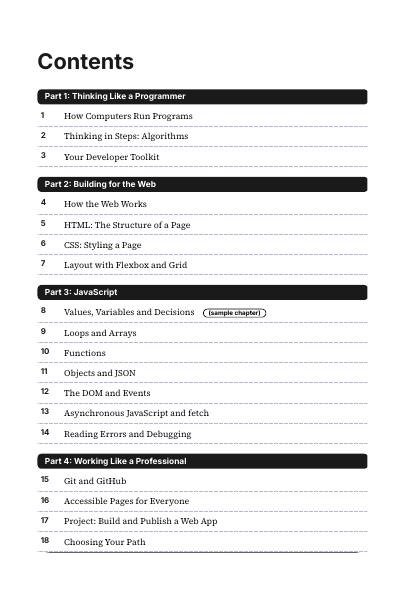 Contents
Part 1: Thinking Like a Programmer
1 How Computers Run Programs
2 Thinking in Steps: Algorithms
3 Your Developer Toolkit
Part 2: Building for the Web
4 How the Web Works
5 HTML: The Structure of a Page
6 CSS: Styling a Page
7 Layout with Flexbox and Grid
Part 3: JavaScript
8 Values, Variables and Decisions (sample chapter)
9 Loops and Arrays
10 Functions
11 Objects and JSON
12 The DOM and Events
13 Asynchronous JavaScript and fetch
14 Reading Errors and Debugging
Part 4: Working Like a Professional
15 Git and GitHub
16 Accessible Pages for Everyone
17 Project: Build and Publish a Web App
18 Choosing Your Path